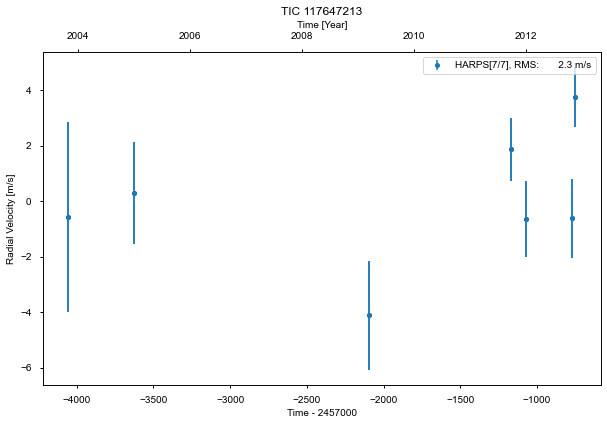 TIC 117647213
Time [Year]
2004 2006 2008 2010 2012
HARPS[7/7], RMS: 2.3 m/s
4
2
0
−2
−4
−6
Radial Velocity [m/s]
−4000 −3500 −3000 −2500 −2000 −1500 −1000
Time - 2457000